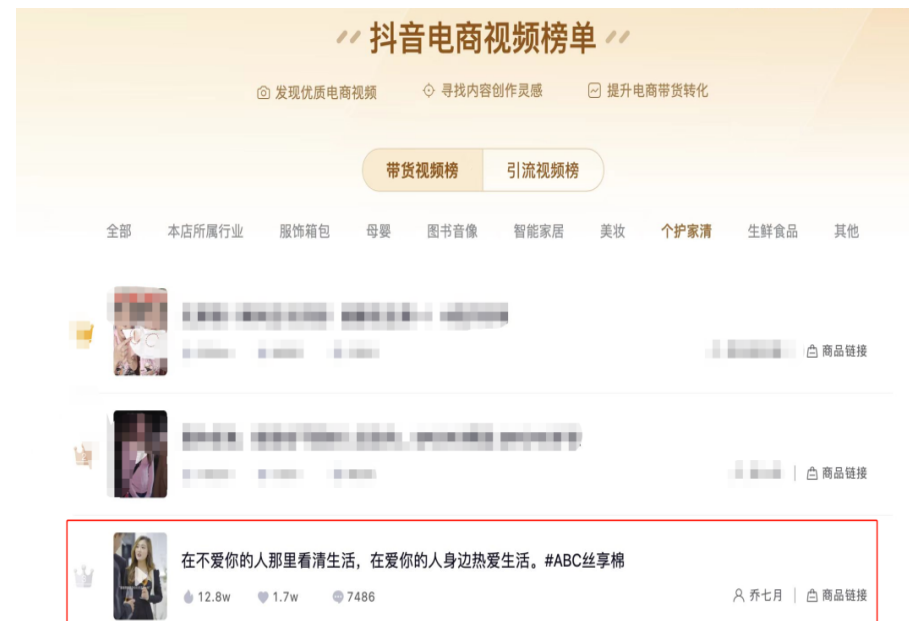 抖音电商视频榜单
发现优质电商视频 寻找内容创作灵感 提升电商带货转化
带货视频榜 引流视频榜
全部 本店所属行业 服饰箱包 母婴 图书音像 智能家居 美妆 个护家清 生鲜食品 其他
商品链接
商品链接
在不爱你的人那里看清生活，在爱你的人身边热爱生活。#ABC丝享棉
12.8w 1.7w 7486 乔七月 商品链接